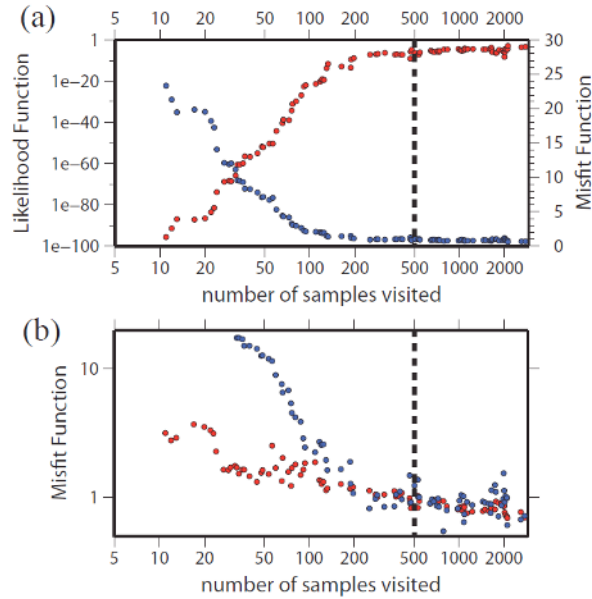 (a)
5 10 20 50 100 200 500 1000 2000
Likelihood Function
1
1e−20
1e−40
1e−60
1e−80
1e−100
30
25
20
15
10
5
0
Misfit Function
5 10 20 50 100 200 500 1000 2000
number of samples visited
(b)
Misfit Function
10
1
5 10 20 50 100 200 500 1000 2000
number of samples visited